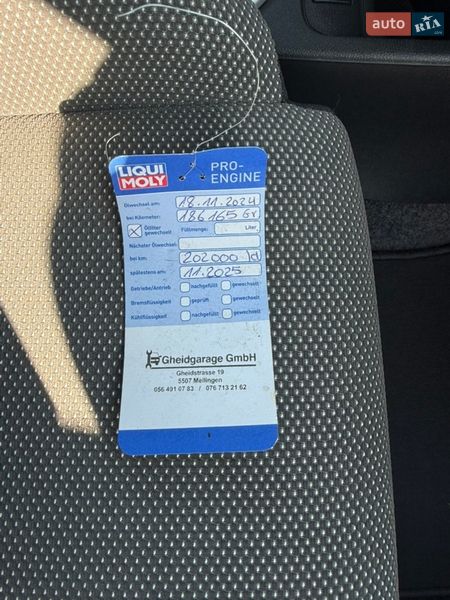 auto RIA
.com
LIQUI
MOLY
PRO-
ENGINE
Ölwechsel am: 18.11.2024
bei Kilometer: 186165
Ölfilter gewechselt Füllmenge: Liter
Nächster Ölwechsel:
bei km: 202000
spätestens am: 11.2025
Getriebe/Antrieb nachgefüllt gewechselt
Bremsflüssigkeit geprüft gewechselt
Kühlflüssigkeit nachgefüllt gewechselt
Gheidgarage GmbH
Gheidstrasse 19
5507 Mellingen
056 491 07 83 / 076 713 21 62